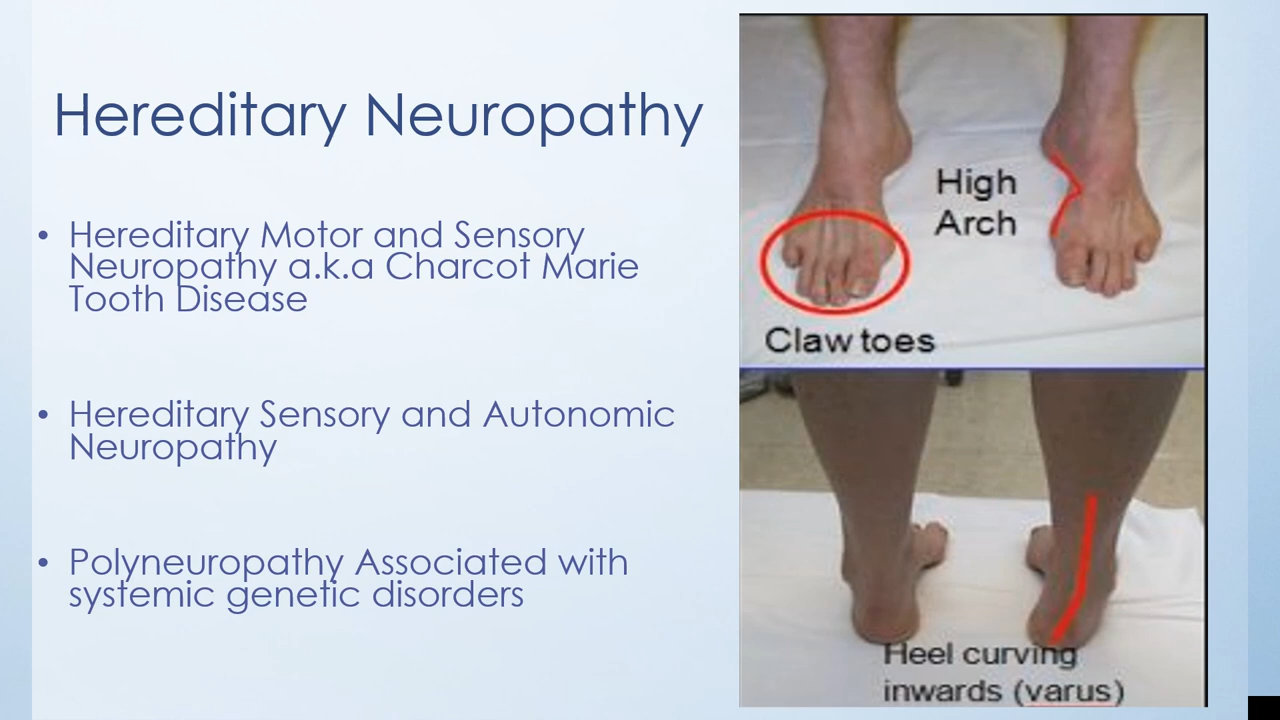 Hereditary Neuropathy
• Hereditary Motor and Sensory
Neuropathy a.k.a Charcot Marie
Tooth Disease
• Hereditary Sensory and Autonomic
Neuropathy
• Polyneuropathy Associated with
systemic genetic disorders
High
Arch
Claw toes
Heel curving
inwards (varus)